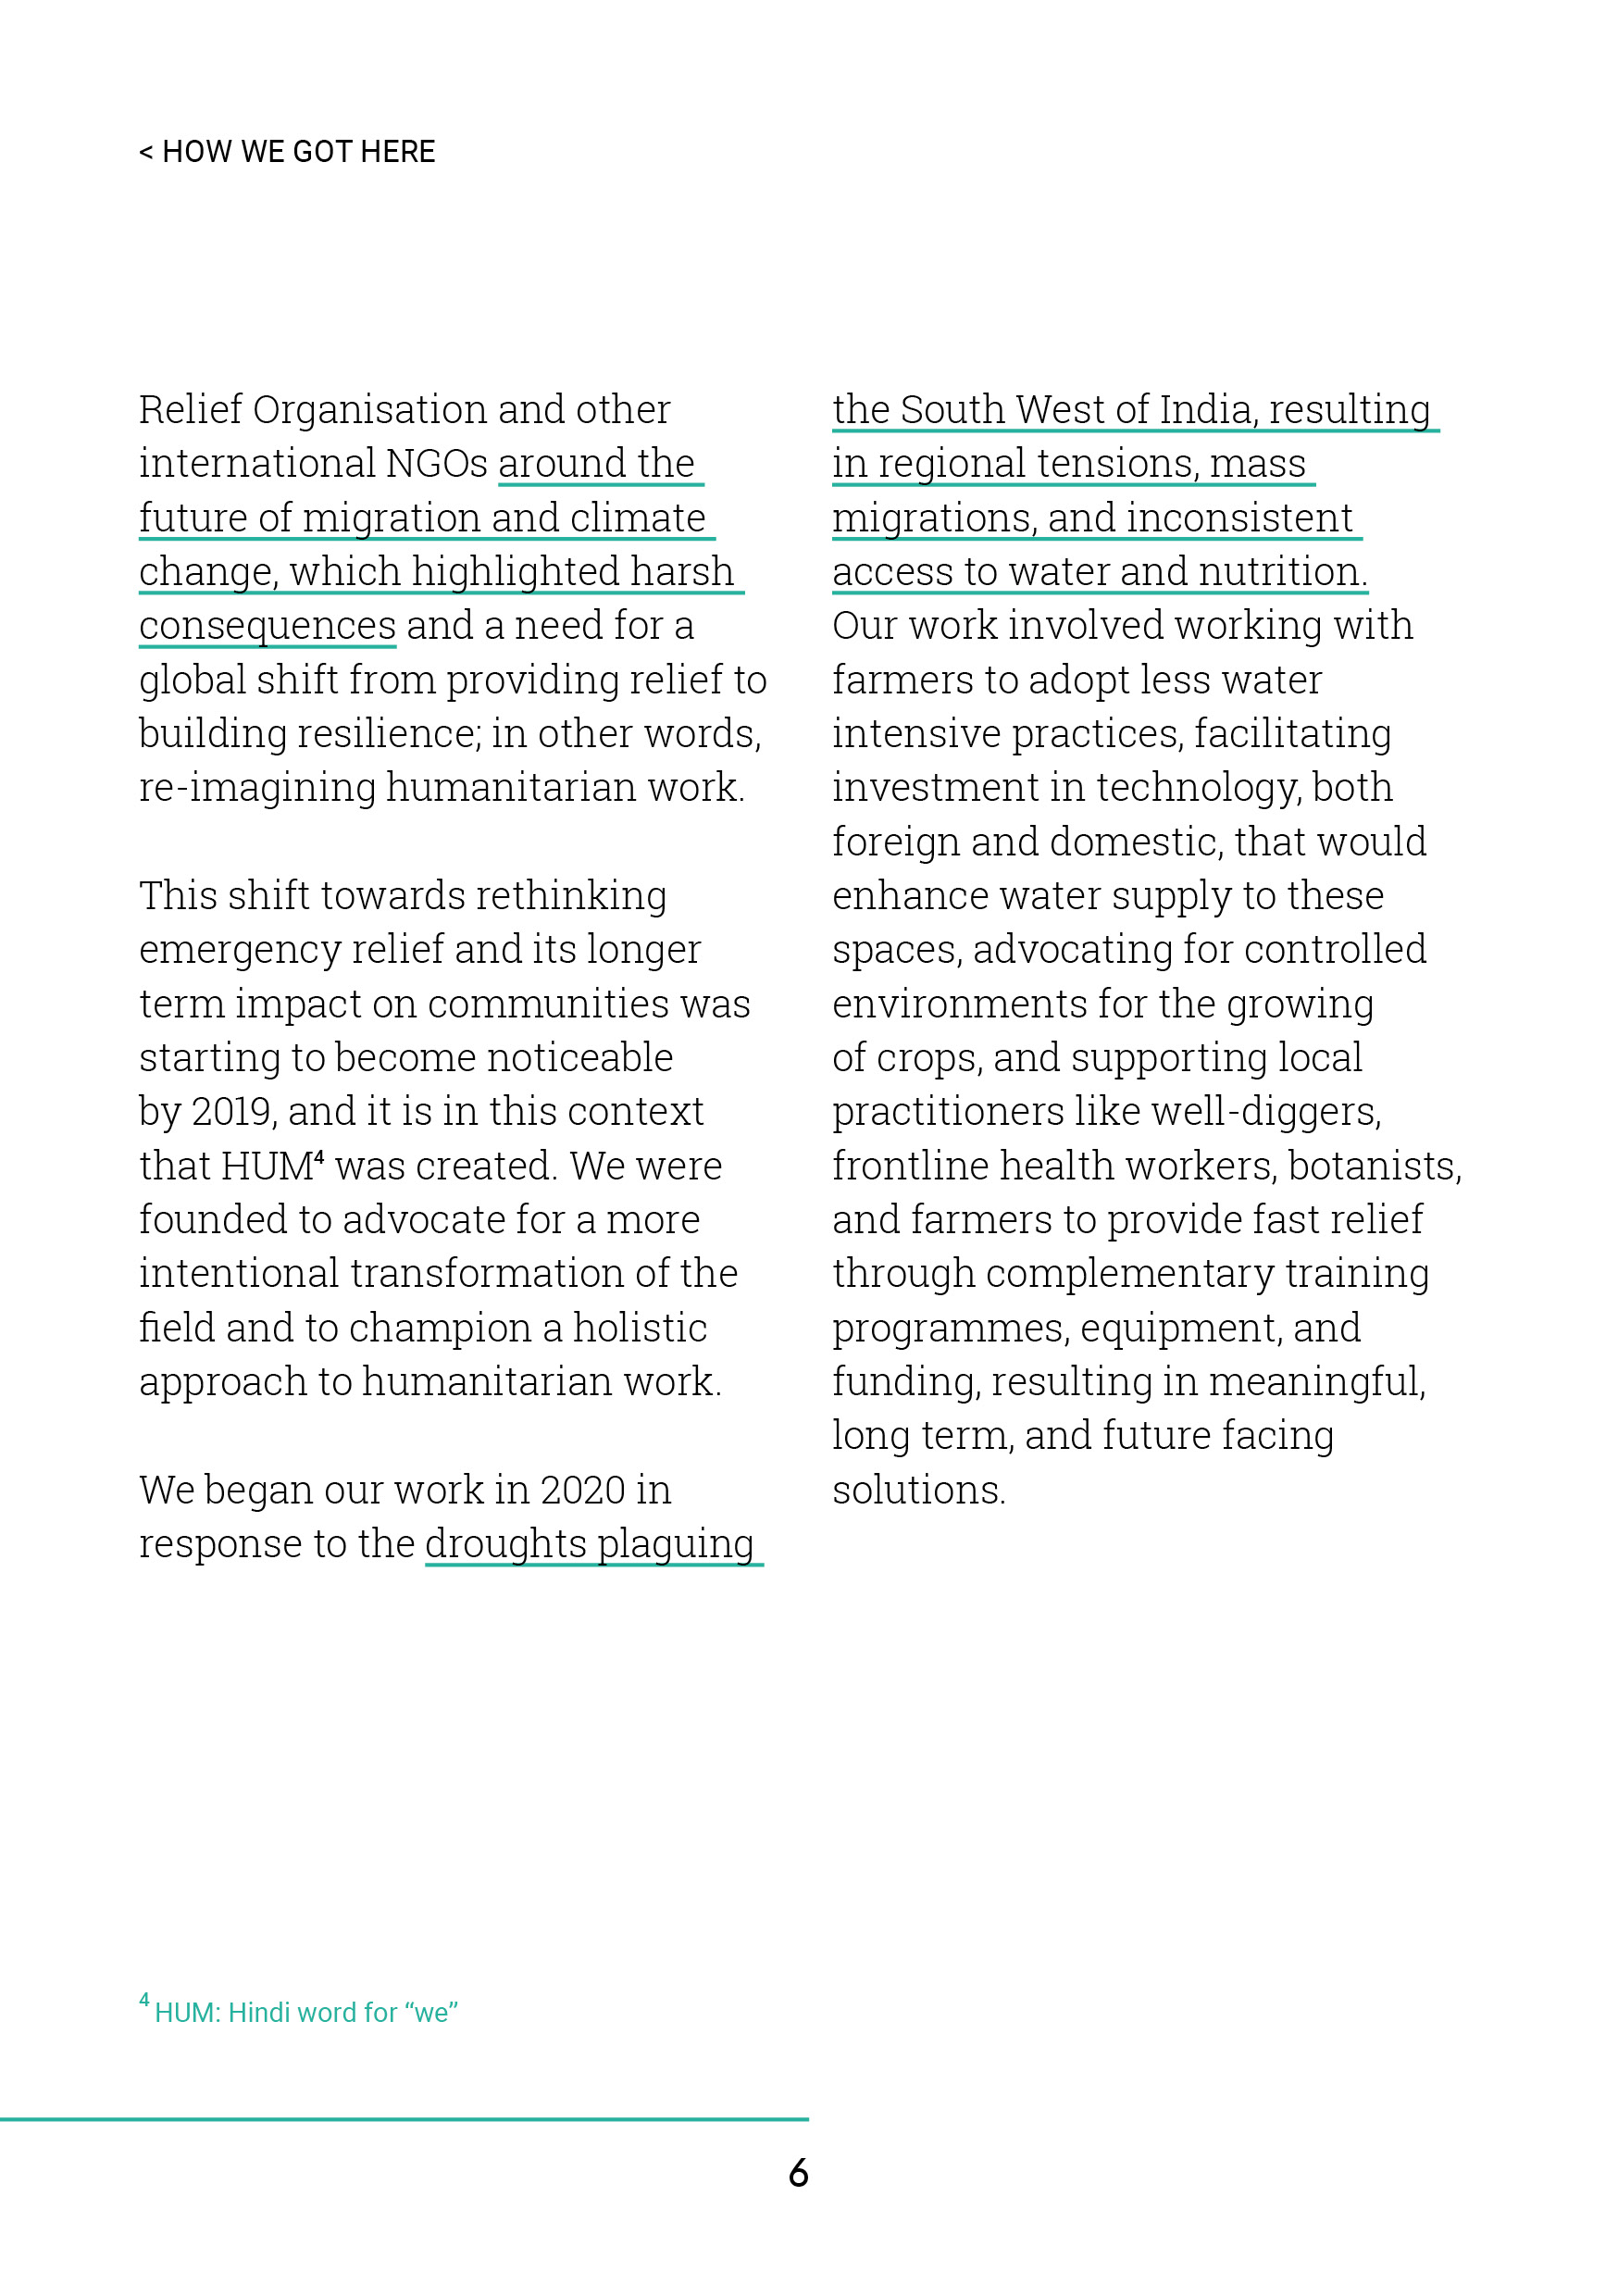 < HOW WE GOT HERE
Relief Organisation and other
international NGOs around the
future of migration and climate
change, which highlighted harsh
consequences and a need for a
global shift from providing relief to
building resilience; in other words,
re-imagining humanitarian work.
This shift towards rethinking
emergency relief and its longer
term impact on communities was
starting to become noticeable
by 2019, and it is in this context
that HUM⁴ was created. We were
founded to advocate for a more
intentional transformation of the
field and to champion a holistic
approach to humanitarian work.
We began our work in 2020 in
response to the droughts plaguing
the South West of India, resulting
in regional tensions, mass
migrations, and inconsistent
access to water and nutrition.
Our work involved working with
farmers to adopt less water
intensive practices, facilitating
investment in technology, both
foreign and domestic, that would
enhance water supply to these
spaces, advocating for controlled
environments for the growing
of crops, and supporting local
practitioners like well-diggers,
frontline health workers, botanists,
and farmers to provide fast relief
through complementary training
programmes, equipment, and
funding, resulting in meaningful,
long term, and future facing
solutions.
⁴ HUM: Hindi word for “we”
6